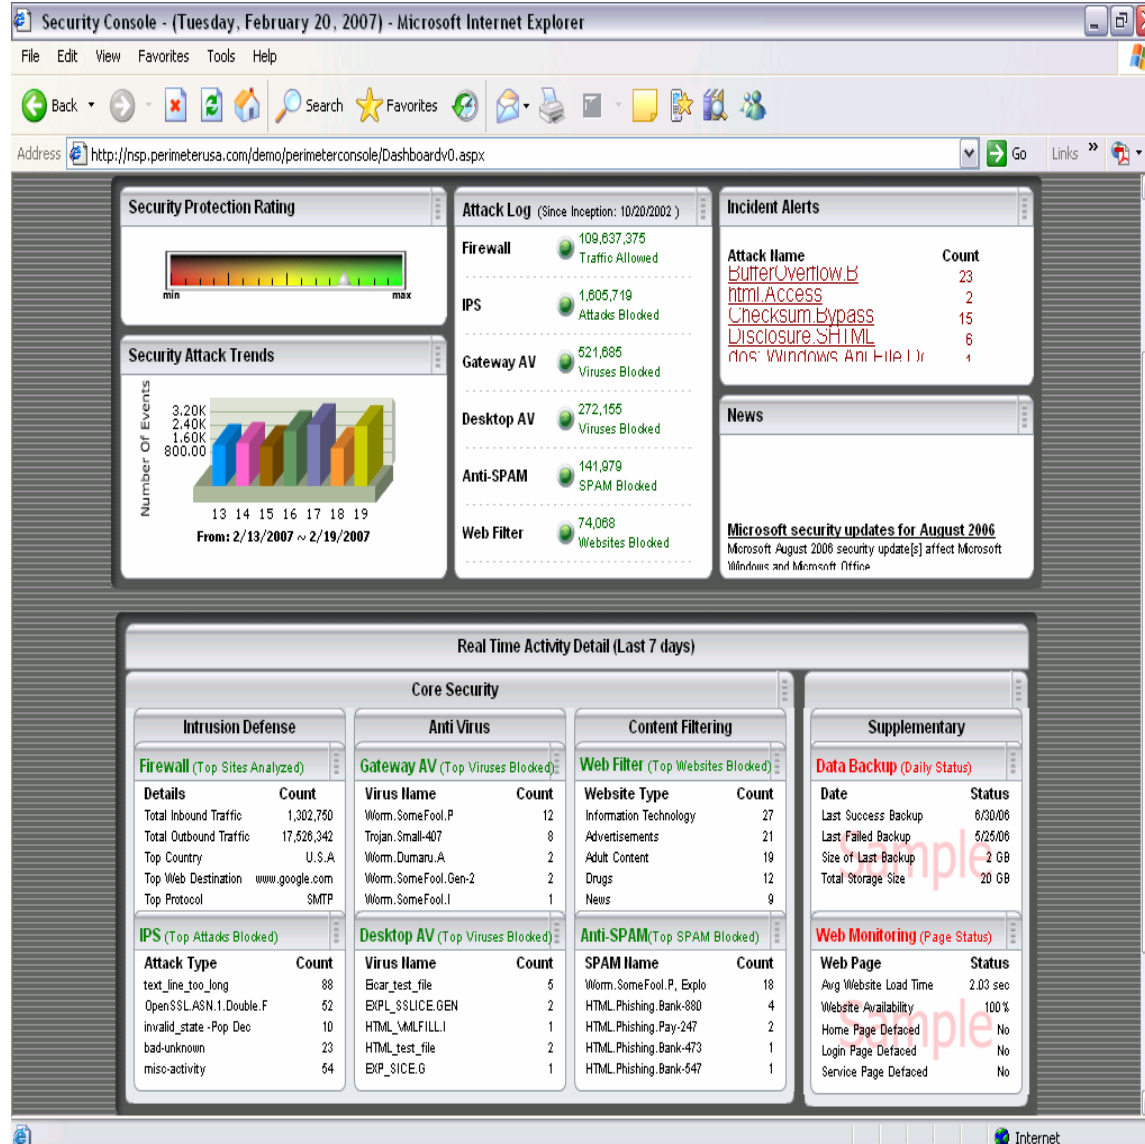 Security Console - (Tuesday, February 20, 2007) - Microsoft Internet Explorer
File Edit View Favorites Tools Help
Back Search Favorites
Address http://nsp.perimeterusa.com/demo/perimeterconsole/Dashboardv0.aspx Go Links »
Security Protection Rating
min max
Security Attack Trends
Number Of Events
3.20K
2.40K
1.60K
800.00
13 14 15 16 17 18 19
From: 2/13/2007 ~ 2/19/2007
Attack Log (Since Inception: 10/20/2002 )
Firewall 109,637,375
Traffic Allowed
IPS 1,605,719
Attacks Blocked
Gateway AV 521,685
Viruses Blocked
Desktop AV 272,155
Viruses Blocked
Anti-SPAM 141,979
SPAM Blocked
Web Filter 74,068
Websites Blocked
Incident Alerts
Attack Name Count
BufferOverflow.B 23
html.Access 2
Checksum.Bypass 15
Disclosure.SHTML 6
dos: Windows Ani File 1
News
Microsoft security updates for August 2006
Microsoft August 2006 security update[s] affect Microsoft
Windows and Microsoft Office
Real Time Activity Detail (Last 7 days)
Core Security
Intrusion Defense
Firewall (Top Sites Analyzed)
Details Count
Total Inbound Traffic 1,302,750
Total Outbound Traffic 17,526,342
Top Country U.S.A
Top Web Destination www.google.com
Top Protocol SMTP
IPS (Top Attacks Blocked)
Attack Type Count
text_line_too_long 88
OpenSSL.ASN.1.Double.F 52
invalid_state -Pop Dec 10
bad-unknown 23
misc-activity 54
Anti Virus
Gateway AV (Top Viruses Blocked)
Virus Name Count
Worm.SomeFool.P 12
Trojan.Small-407 8
Worm.Dumaru.A 2
Worm.SomeFool.Gen-2 2
Worm.SomeFool.I 1
Desktop AV (Top Viruses Blocked)
Virus Name Count
Eicar_test_file 5
EXPL_SSLICE.GEN 2
HTML_VMLFILL.I 1
HTML_test_file 2
EXP_SICE.G 1
Content Filtering
Web Filter (Top Websites Blocked)
Website Type Count
Information Technology 27
Advertisements 21
Adult Content 19
Drugs 12
News 9
Anti-SPAM(Top SPAM Blocked)
SPAM Name Count
Worm.SomeFool.P, Explo 18
HTML.Phishing.Bank-880 4
HTML.Phishing.Pay-247 2
HTML.Phishing.Bank-473 1
HTML.Phishing.Bank-547 1
Supplementary
Data Backup (Daily Status)
Date Status
Last Success Backup 6/30/06
Last Failed Backup 5/25/06
Size of Last Backup 2 GB
Total Storage Size 20 GB
Sample
Web Monitoring (Page Status)
Web Page Status
Avg Website Load Time 2.03 sec
Website Availability 100%
Home Page Defaced No
Login Page Defaced No
Service Page Defaced No
Sample
Internet